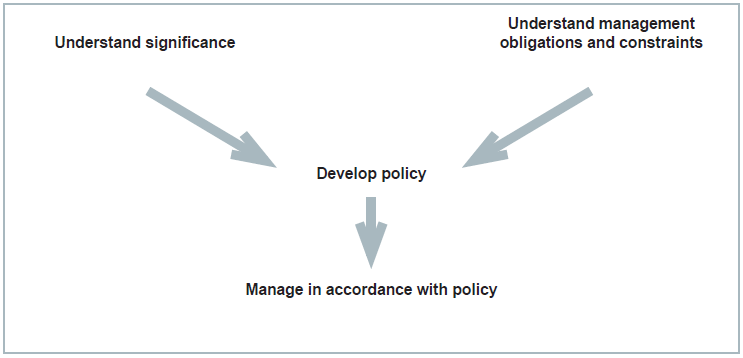 Understand significance
Understand management
obligations and constraints
Develop policy
Manage in accordance with policy